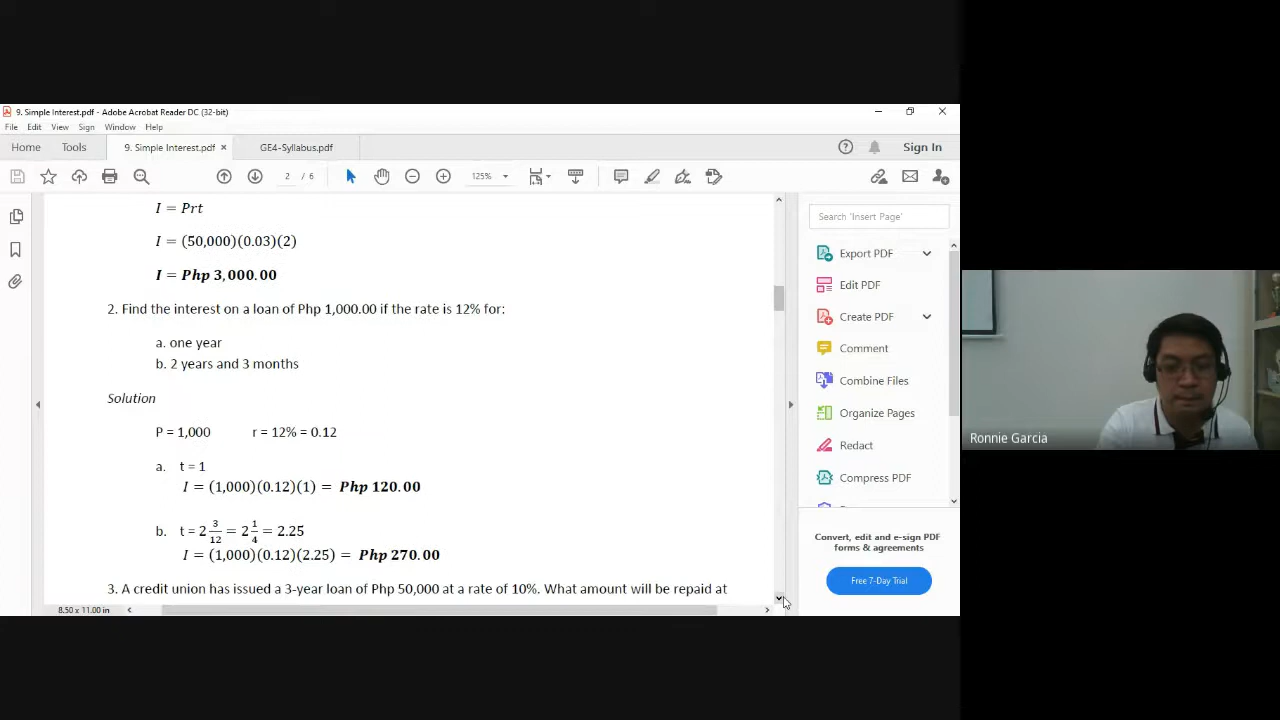 9. Simple Interest.pdf - Adobe Acrobat Reader DC (32-bit)
File Edit View Sign Window Help
Home Tools 9. Simple Interest.pdf × GE4-Syllabus.pdf Sign In
2 / 6 125%
I = Prt
I = (50,000)(0.03)(2)
I = Php 3,000.00
2. Find the interest on a loan of Php 1,000.00 if the rate is 12% for:
a. one year
b. 2 years and 3 months
Solution
P = 1,000 r = 12% = 0.12
a. t = 1
I = (1,000)(0.12)(1) = Php 120.00
b. t = 2 3/12 = 2 1/4 = 2.25
I = (1,000)(0.12)(2.25) = Php 270.00
3. A credit union has issued a 3-year loan of Php 50,000 at a rate of 10%. What amount will be repaid at
8.50 x 11.00 in
Search 'Insert Page'
Export PDF
Edit PDF
Create PDF
Comment
Combine Files
Organize Pages
Redact
Compress PDF
Convert, edit and e-sign PDF
forms & agreements
Free 7-Day Trial
Ronnie Garcia